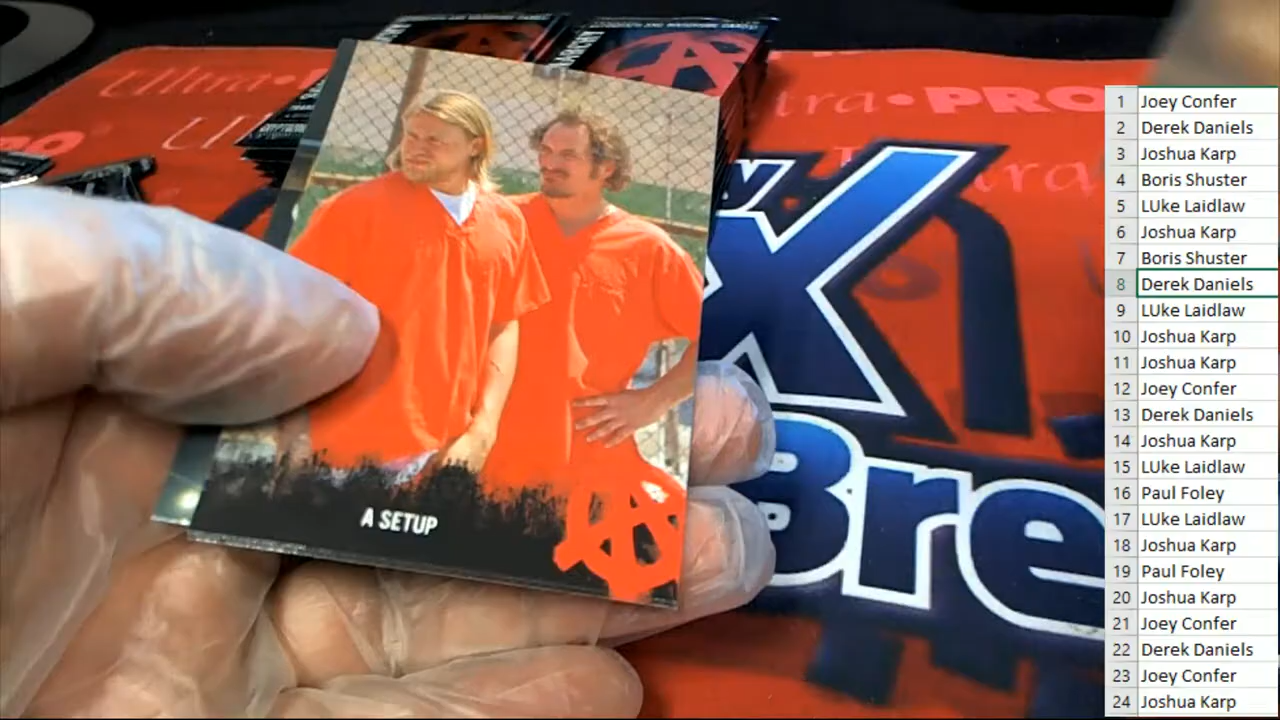 Ultra • PRO
A SETUP
X
Bre
1 Joey Confer
2 Derek Daniels
3 Joshua Karp
4 Boris Shuster
5 LUke Laidlaw
6 Joshua Karp
7 Boris Shuster
8 Derek Daniels
9 LUke Laidlaw
10 Joshua Karp
11 Joshua Karp
12 Joey Confer
13 Derek Daniels
14 Joshua Karp
15 LUke Laidlaw
16 Paul Foley
17 LUke Laidlaw
18 Joshua Karp
19 Paul Foley
20 Joshua Karp
21 Joey Confer
22 Derek Daniels
23 Joey Confer
24 Joshua Karp